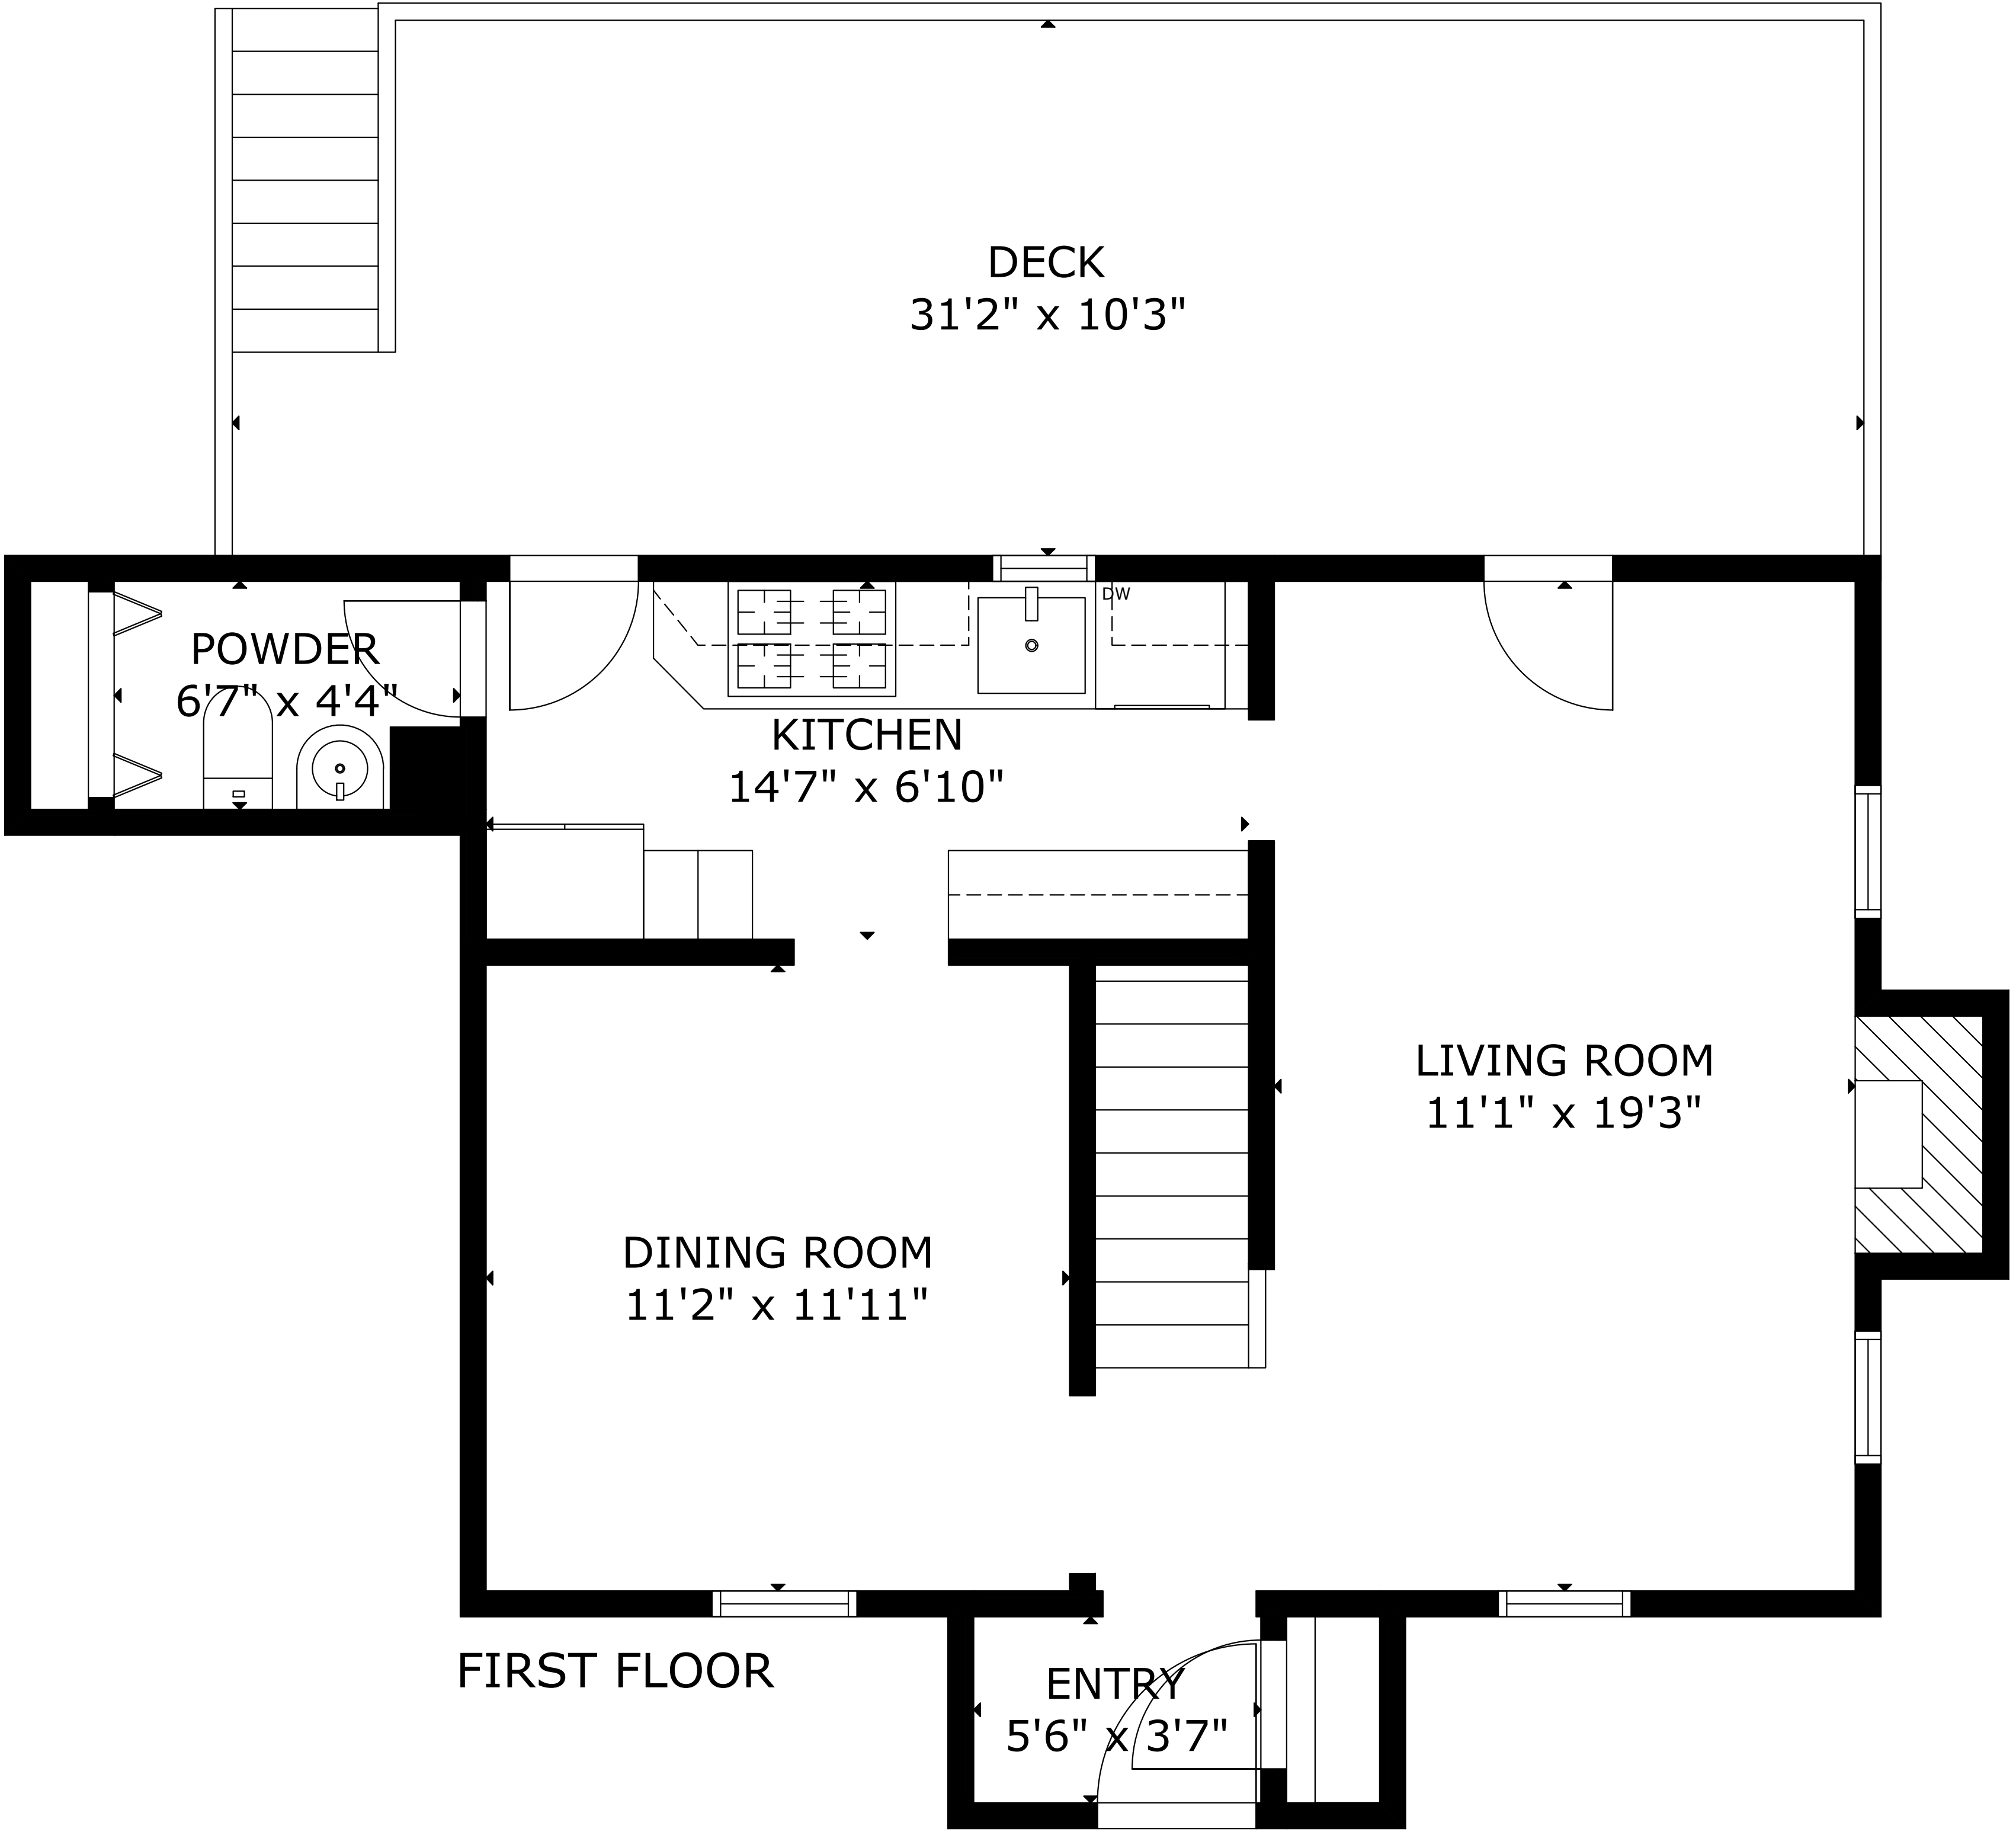 DECK
31'2" x 10'3"
DW
POWDER
6'7" x 4'4"
KITCHEN
14'7" x 6'10"
LIVING ROOM
11'1" x 19'3"
DINING ROOM
11'2" x 11'11"
FIRST FLOOR
ENTRY
5'6" x 3'7"